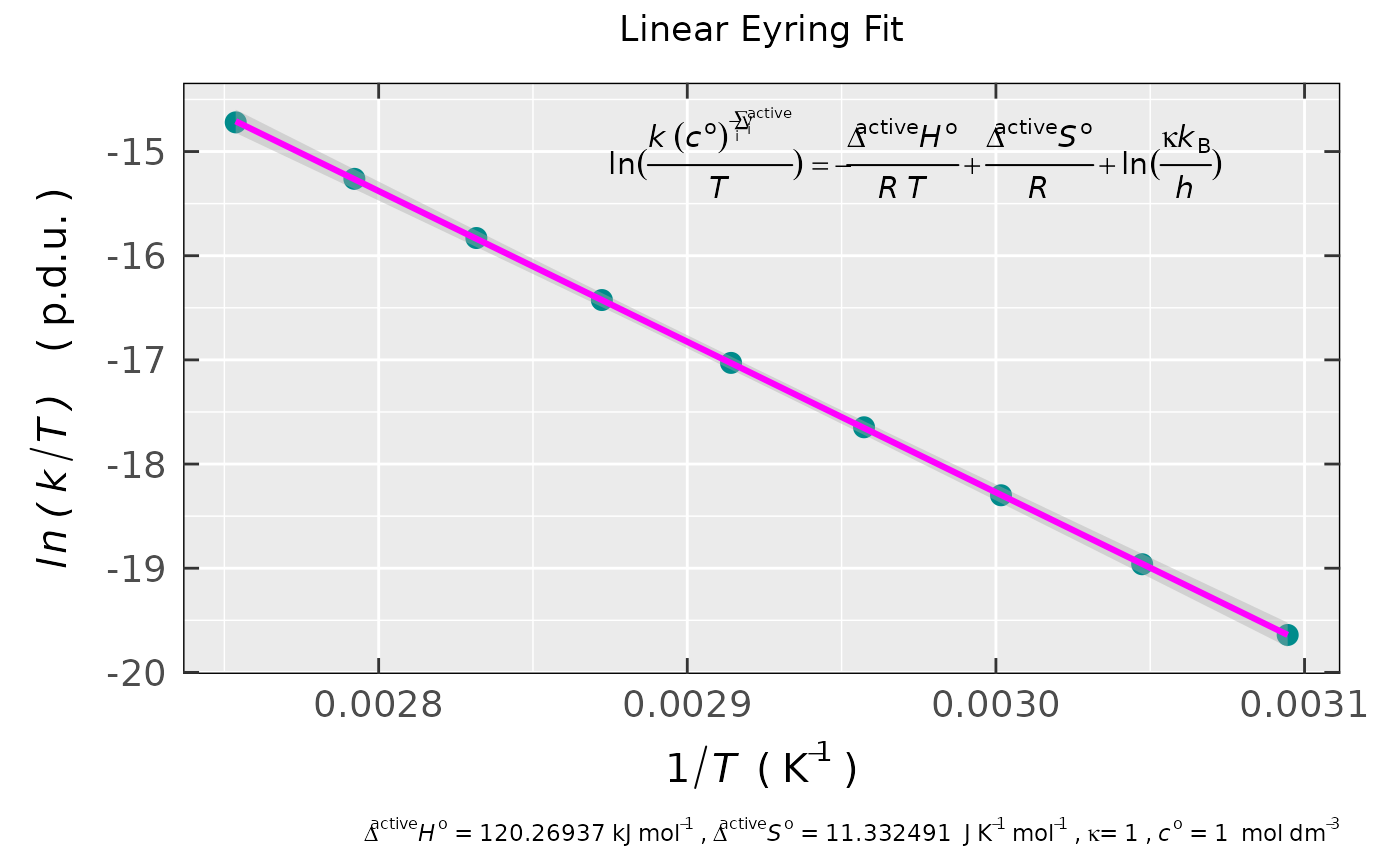 Linear Eyring Fit
ln(k (c°)^(−Σᵢ νᵢ^active)/T) = −Δ^active H°/(R T) + Δ^active S°/R + ln(κk_B/h)
ln ( k /T ) ( p.d.u. )
-15
-16
-17
-18
-19
-20
0.0028 0.0029 0.0030 0.0031
1/T ( K⁻¹ )
Δ^active H° = 120.26937 kJ mol⁻¹ , Δ^active S° = 11.332491 J K⁻¹ mol⁻¹ , κ= 1 , c° = 1 mol dm⁻³